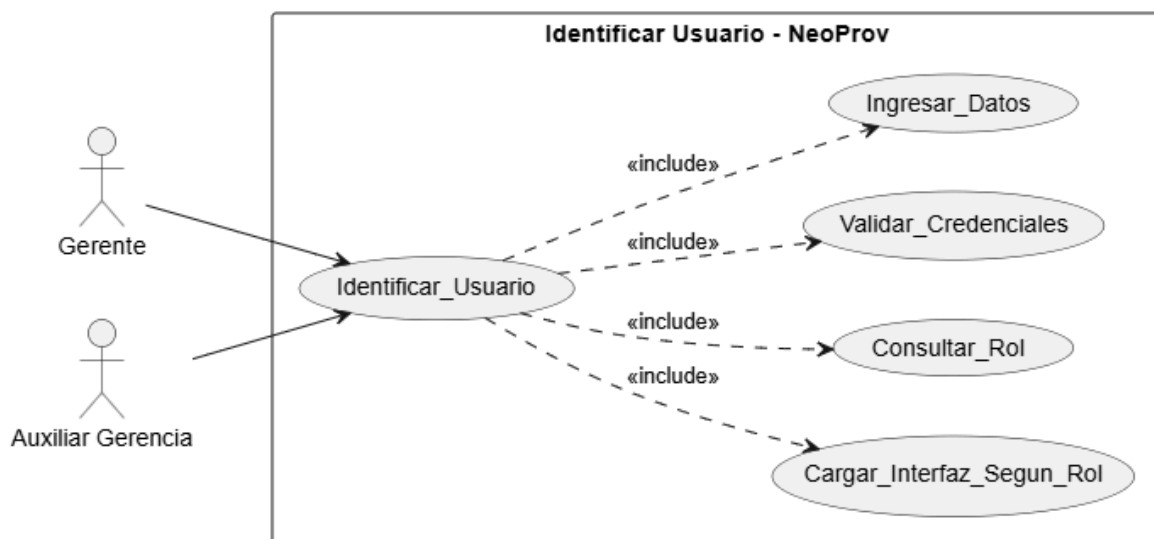 Identificar Usuario - NeoProv
Ingresar_Datos
«include»
Validar_Credenciales
«include»
Gerente
Identificar_Usuario
«include»
Consultar_Rol
«include»
Auxiliar Gerencia
Cargar_Interfaz_Segun_Rol